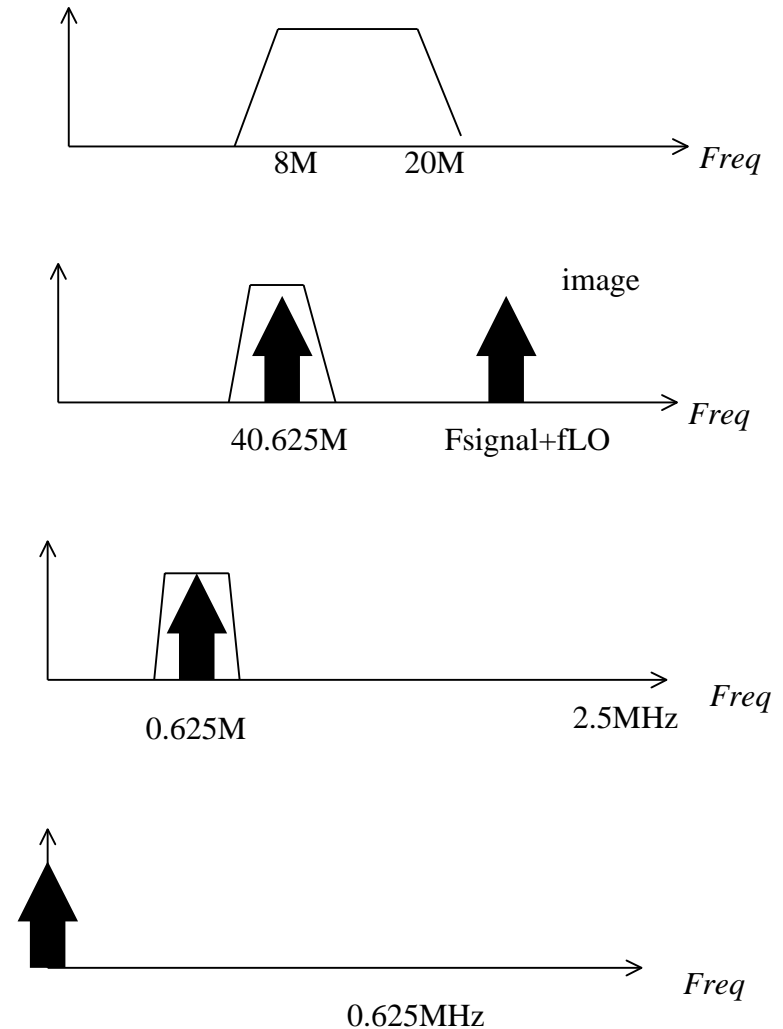 8M
20M
Freq
image
40.625M
Fsignal+fLO
Freq
0.625M
2.5MHz
Freq
0.625MHz
Freq